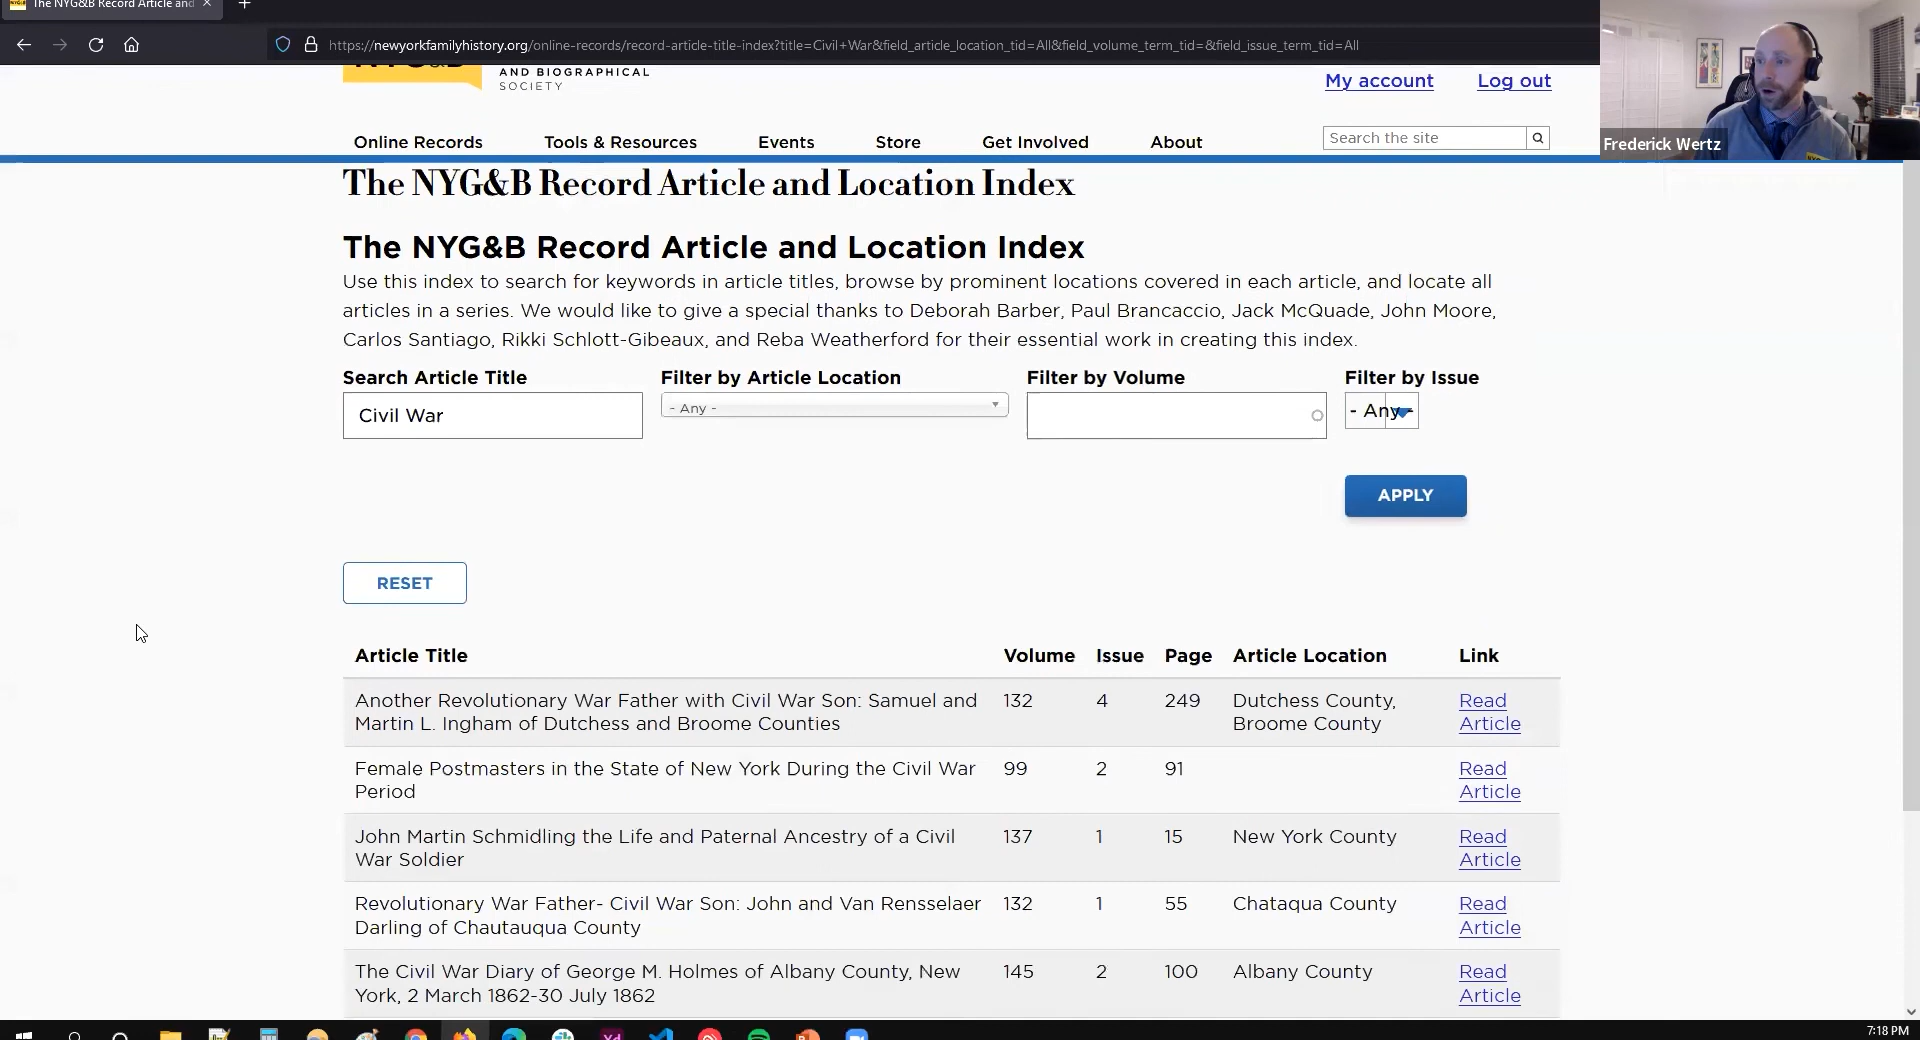 The NYG&B Record Article and
https://newyorkfamilyhistory.org/online-records/record-article-title-index?title=Civil+War&field_article_location_tid=All&field_volume_term_tid=&field_issue_term_tid=All
NYG&B
AND BIOGRAPHICAL
SOCIETY
My account
Log out
Frederick Wertz
Online Records
Tools & Resources
Events
Store
Get Involved
About
Search the site
The NYG&B Record Article and Location Index
The NYG&B Record Article and Location Index
Use this index to search for keywords in article titles, browse by prominent locations covered in each article, and locate all
articles in a series. We would like to give a special thanks to Deborah Barber, Paul Brancaccio, Jack McQuade, John Moore,
Carlos Santiago, Rikki Schlott-Gibeaux, and Reba Weatherford for their essential work in creating this index.
Search Article Title
Filter by Article Location
Filter by Volume
Filter by Issue
Civil War
- Any -
- Any -
APPLY
RESET
Article Title Volume Issue Page Article Location Link
Another Revolutionary War Father with Civil War Son: Samuel and 132 4 249 Dutchess County, Read
Martin L. Ingham of Dutchess and Broome Counties Broome County Article
Female Postmasters in the State of New York During the Civil War 99 2 91 Read
Period Article
John Martin Schmidling the Life and Paternal Ancestry of a Civil 137 1 15 New York County Read
War Soldier Article
Revolutionary War Father- Civil War Son: John and Van Rensselaer 132 1 55 Chataqua County Read
Darling of Chautauqua County Article
The Civil War Diary of George M. Holmes of Albany County, New 145 2 100 Albany County Read
York, 2 March 1862-30 July 1862 Article
7:18 PM